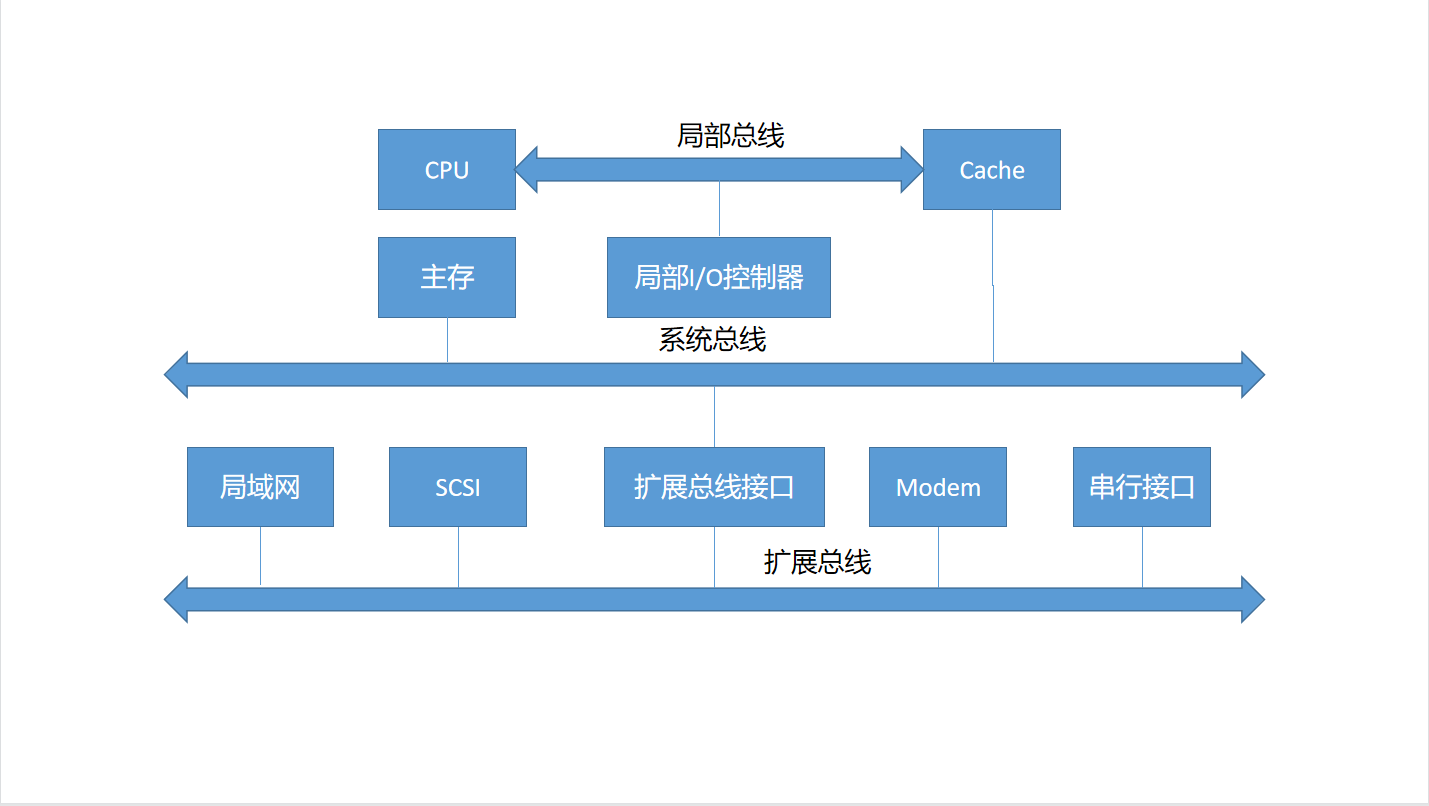 局部总线
CPU
Cache
主存
局部I/O控制器
系统总线
局域网
SCSI
扩展总线接口
Modem
串行接口
扩展总线